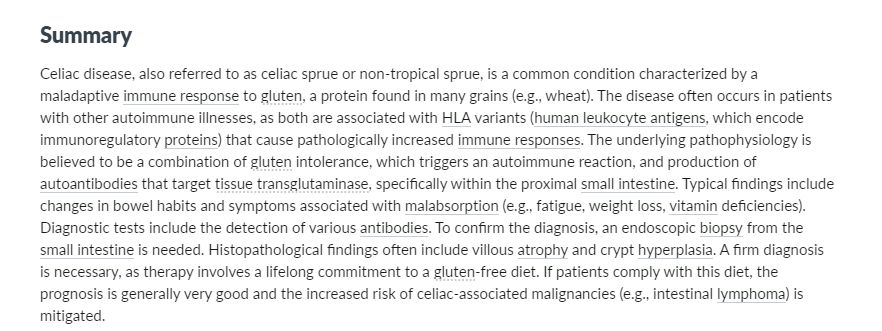 Summary
Celiac disease, also referred to as celiac sprue or non-tropical sprue, is a common condition characterized by a
maladaptive immune response to gluten, a protein found in many grains (e.g., wheat). The disease often occurs in patients
with other autoimmune illnesses, as both are associated with HLA variants (human leukocyte antigens, which encode
immunoregulatory proteins) that cause pathologically increased immune responses. The underlying pathophysiology is
believed to be a combination of gluten intolerance, which triggers an autoimmune reaction, and production of
autoantibodies that target tissue transglutaminase, specifically within the proximal small intestine. Typical findings include
changes in bowel habits and symptoms associated with malabsorption (e.g., fatigue, weight loss, vitamin deficiencies).
Diagnostic tests include the detection of various antibodies. To confirm the diagnosis, an endoscopic biopsy from the
small intestine is needed. Histopathological findings often include villous atrophy and crypt hyperplasia. A firm diagnosis
is necessary, as therapy involves a lifelong commitment to a gluten-free diet. If patients comply with this diet, the
prognosis is generally very good and the increased risk of celiac-associated malignancies (e.g., intestinal lymphoma) is
mitigated.